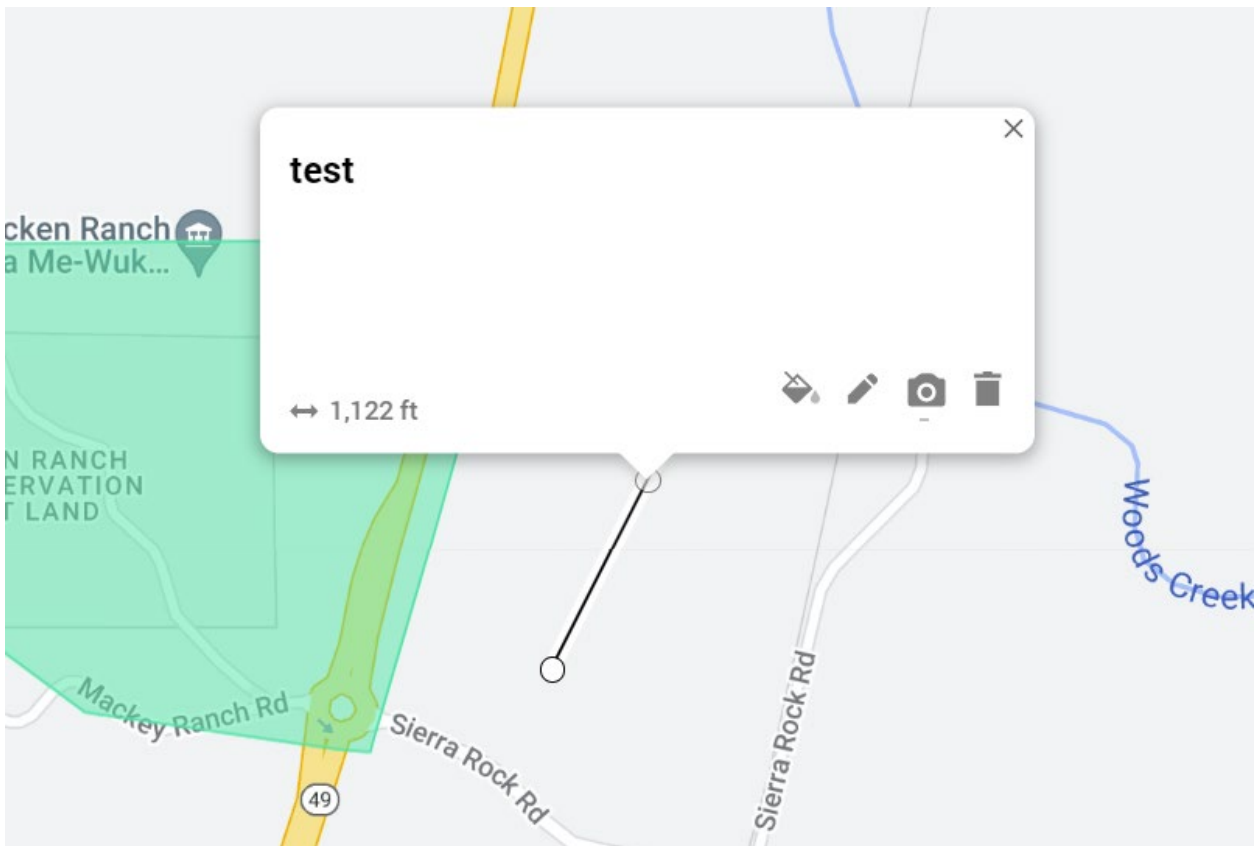 test
cken Ranch
a Me-Wuk...
1,122 ft
N RANCH
ERVATION
T LAND
Woods Creek
Mackey Ranch Rd
Sierra Rock Rd
Sierra Rock Rd
49